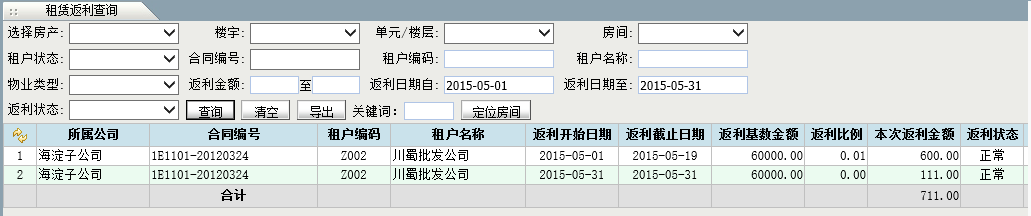 租赁返利查询
选择房产: 楼宇: 单元/楼层: 房间:
租户状态: 合同编号: 租户编码: 租户名称:
物业类型: 返利金额: 至 返利日期自: 2015-05-01 返利日期至: 2015-05-31
返利状态: 查询 清空 导出 关键词: 定位房间
所属公司 合同编号 租户编码 租户名称 返利开始日期 返利截止日期 返利基数金额 返利比例 本次返利金额 返利状态
1 海淀子公司 1E1101-20120324 Z002 川蜀批发公司 2015-05-01 2015-05-19 60000.00 0.01 600.00 正常
2 海淀子公司 1E1101-20120324 Z002 川蜀批发公司 2015-05-31 2015-05-31 60000.00 0.00 111.00 正常
合计 711.00